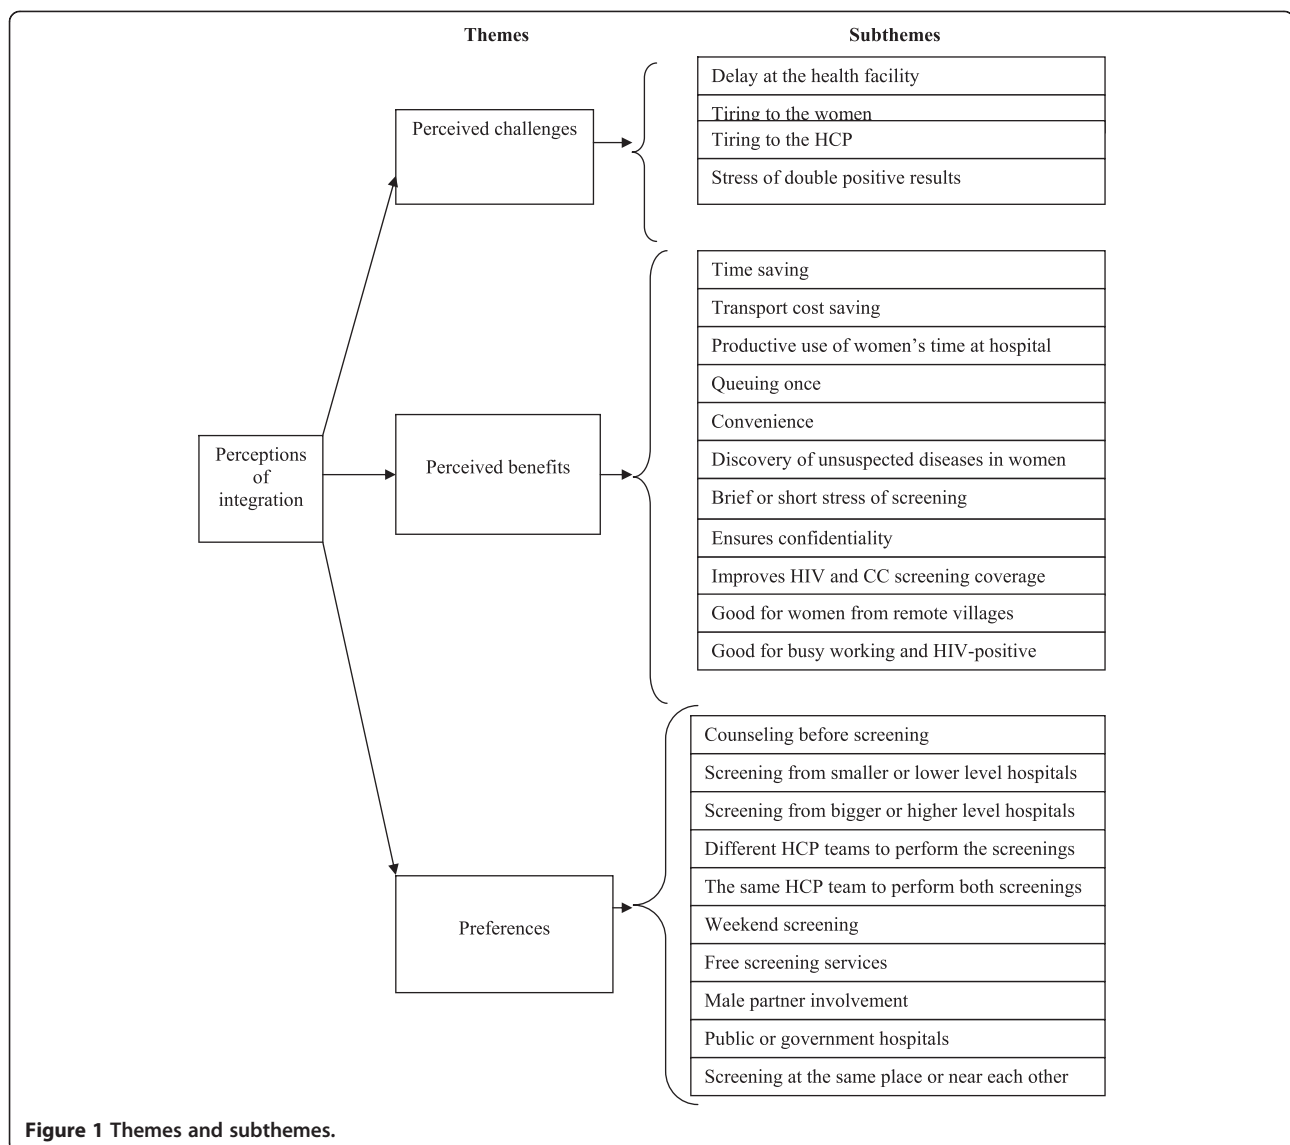 Themes
Subthemes
Perceived challenges
Delay at the health facility
Tiring to the women
Tiring to the HCP
Stress of double positive results
Perceptions
of
integration
Perceived benefits
Time saving
Transport cost saving
Productive use of women’s time at hospital
Queuing once
Convenience
Discovery of unsuspected diseases in women
Brief or short stress of screening
Ensures confidentiality
Improves HIV and CC screening coverage
Good for women from remote villages
Good for busy working and HIV-positive
Preferences
Counseling before screening
Screening from smaller or lower level hospitals
Screening from bigger or higher level hospitals
Different HCP teams to perform the screenings
The same HCP team to perform both screenings
Weekend screening
Free screening services
Male partner involvement
Public or government hospitals
Screening at the same place or near each other
Figure 1 Themes and subthemes.